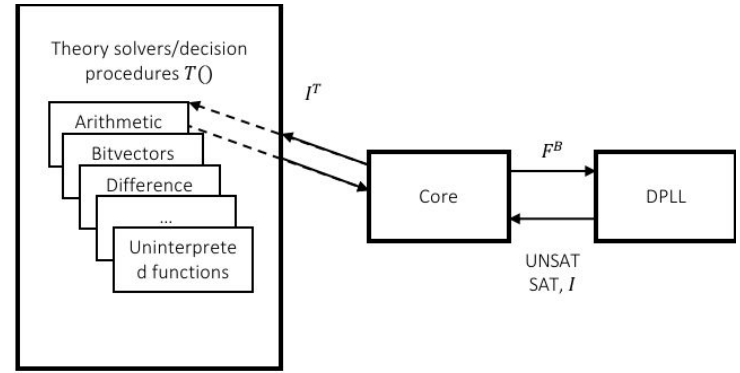 Theory solvers/decision
procedures T()
I^T
Arithmetic
Bitvectors
Difference
...
Uninterprete
d functions
Core
F^B
DPLL
UNSAT
SAT, I